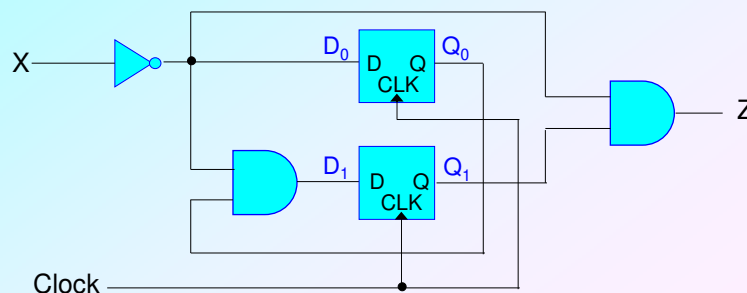 D0 Q0
X D Q
CLK
Z
D1 Q1
D Q
CLK
Clock